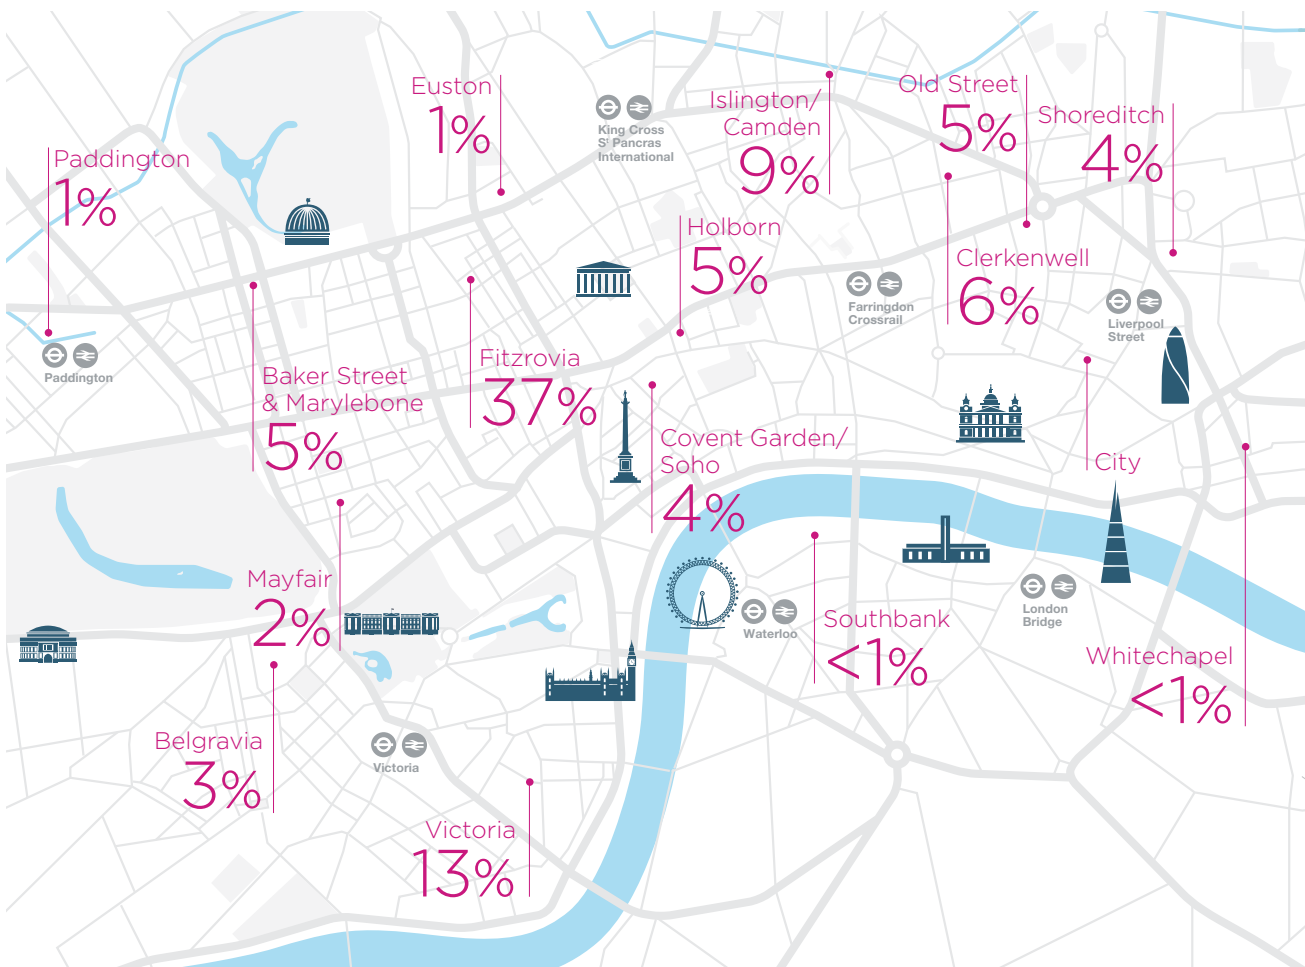 Euston
1%
King Cross
St Pancras
International
Islington/
Camden
9%
Old Street
5%
Shoreditch
4%
Paddington
1%
Holborn
5%
Clerkenwell
6%
Farringdon
Crossrail
Liverpool
Street
Paddington
Baker Street
& Marylebone
5%
Fitzrovia
37%
Covent Garden/
Soho
4%
City
Mayfair
2%
Waterloo
Southbank
<1%
London
Bridge
Whitechapel
<1%
Belgravia
3%
Victoria
Victoria
13%